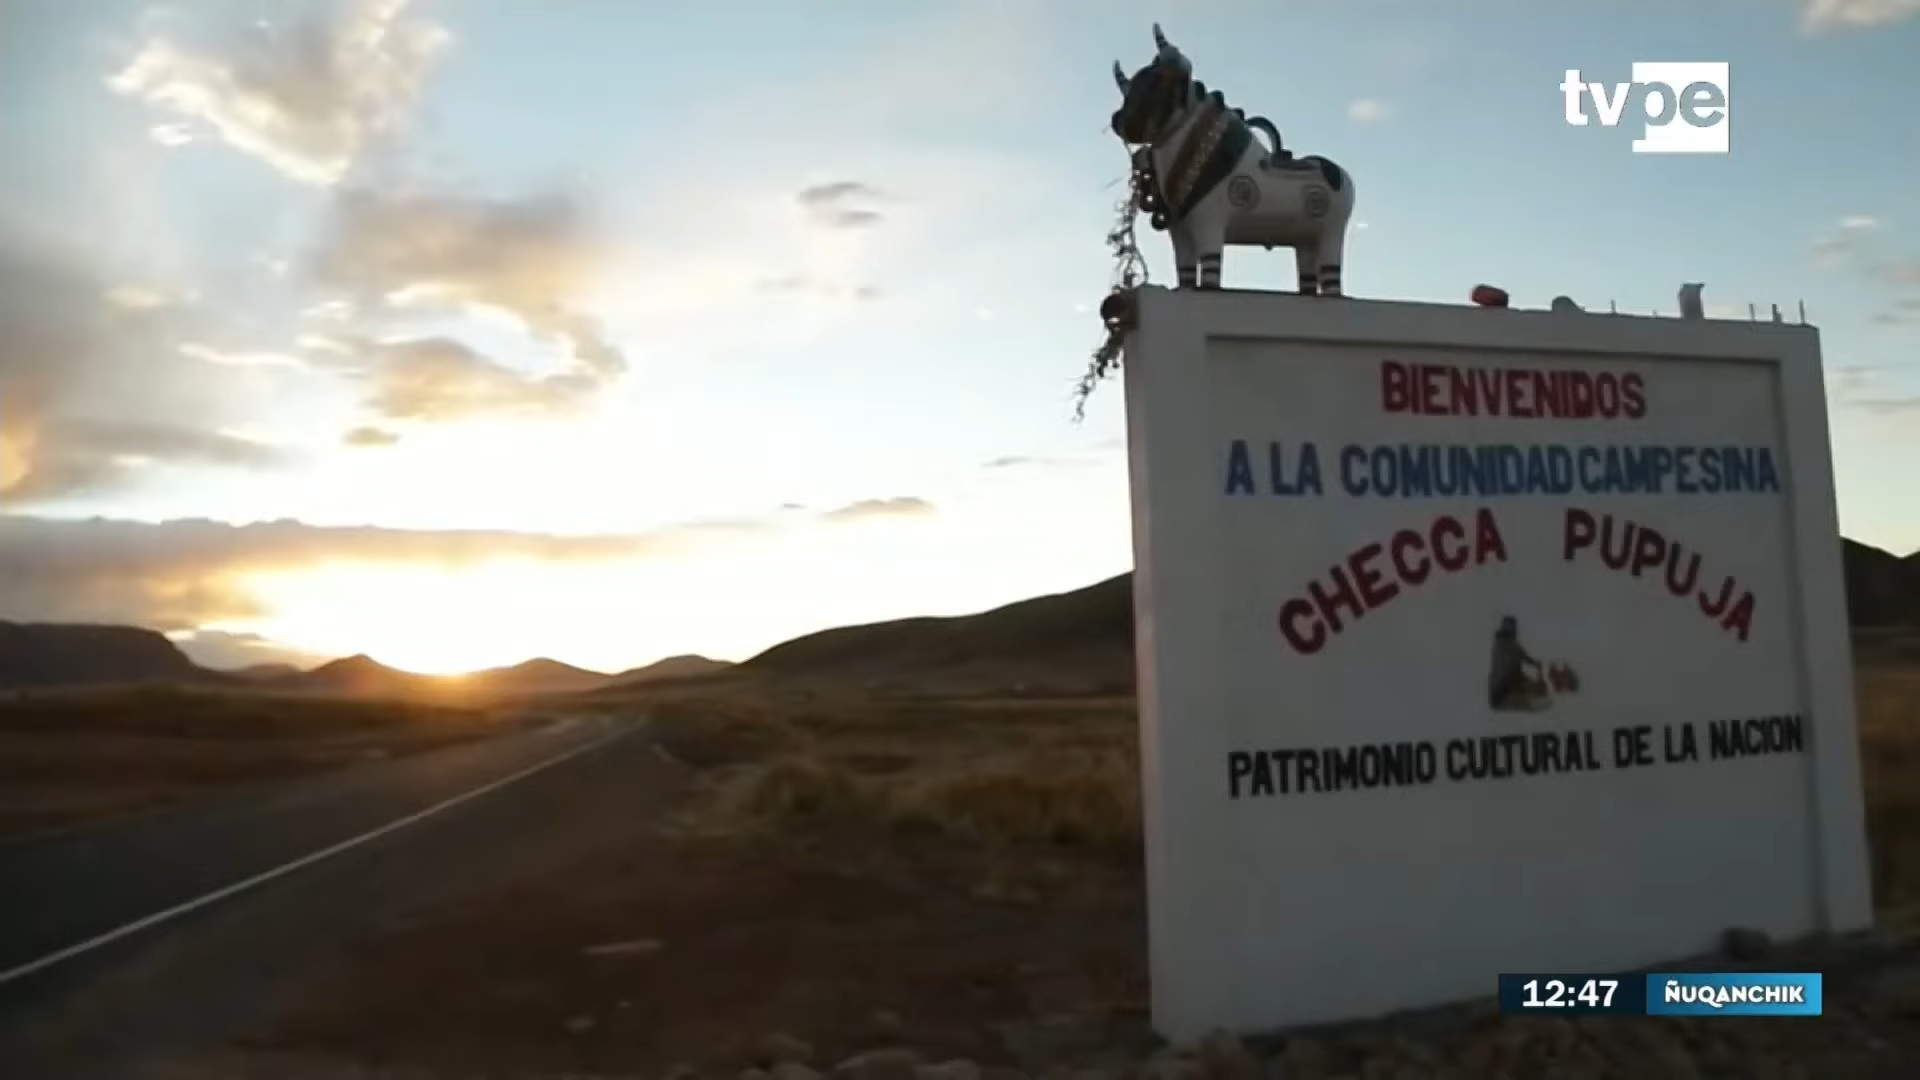 tvpe
BIENVENIDOS
A LA COMUNIDAD CAMPESINA
CHECCA PUPUJA
PATRIMONIO CULTURAL DE LA NACION
12:47 ÑUQANCHIK